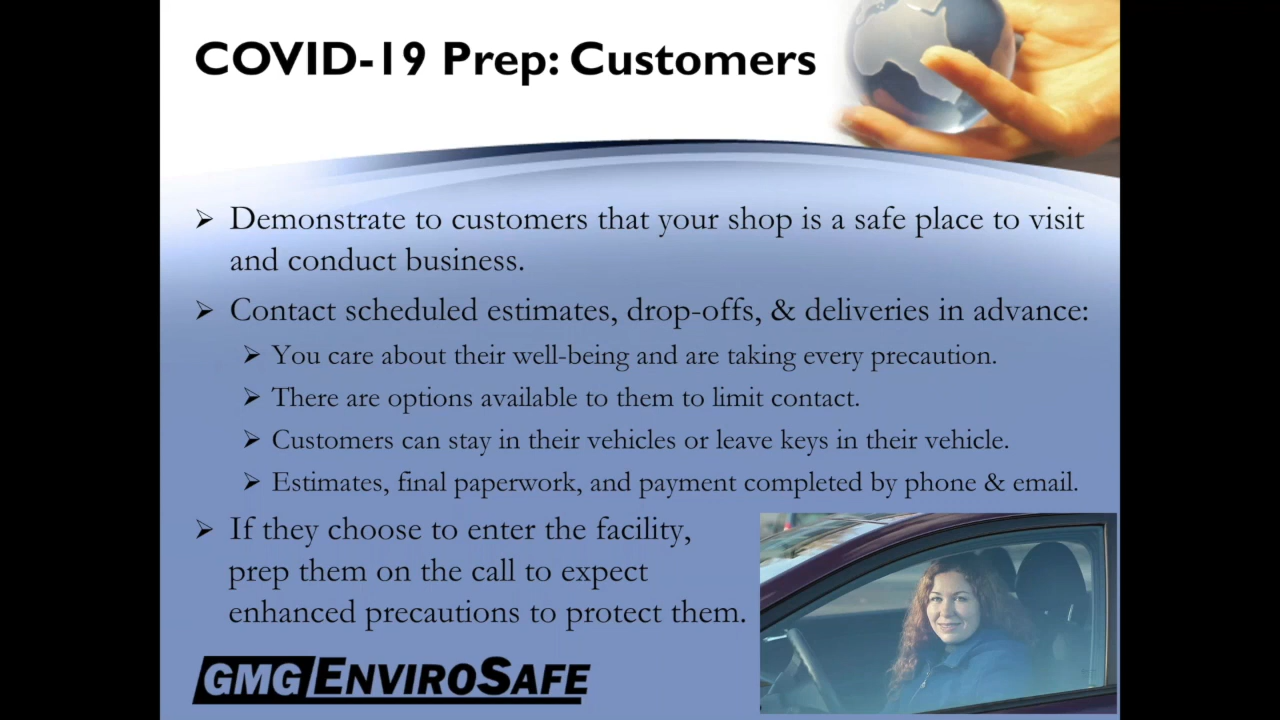 COVID-19 Prep: Customers
➢ Demonstrate to customers that your shop is a safe place to visit
and conduct business.
➢ Contact scheduled estimates, drop-offs, & deliveries in advance:
➢ You care about their well-being and are taking every precaution.
➢ There are options available to them to limit contact.
➢ Customers can stay in their vehicles or leave keys in their vehicle.
➢ Estimates, final paperwork, and payment completed by phone & email.
➢ If they choose to enter the facility,
prep them on the call to expect
enhanced precautions to protect them.
GMG ENVIROSAFE